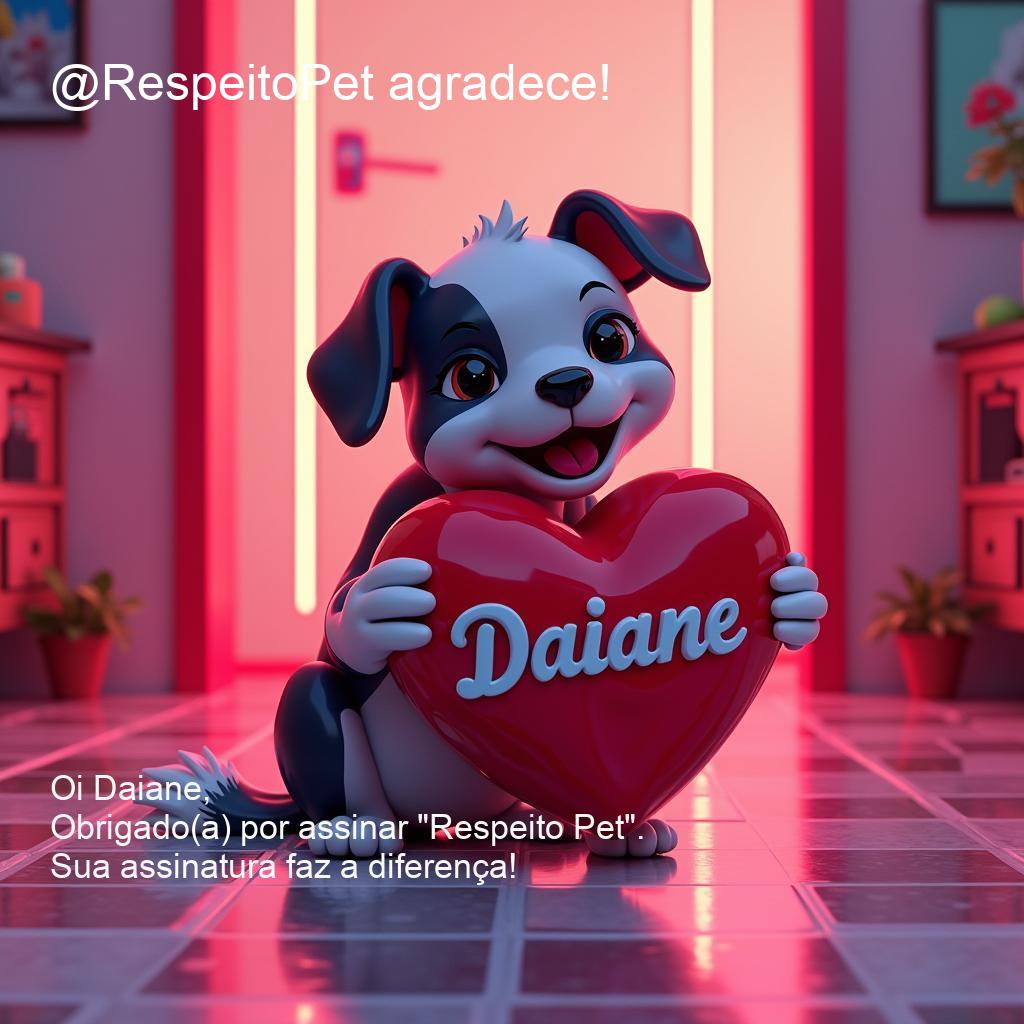 @RespeitoPet agradece!
Daiane
Oi Daiane,
Obrigado(a) por assinar "Respeito Pet".
Sua assinatura faz a diferença!